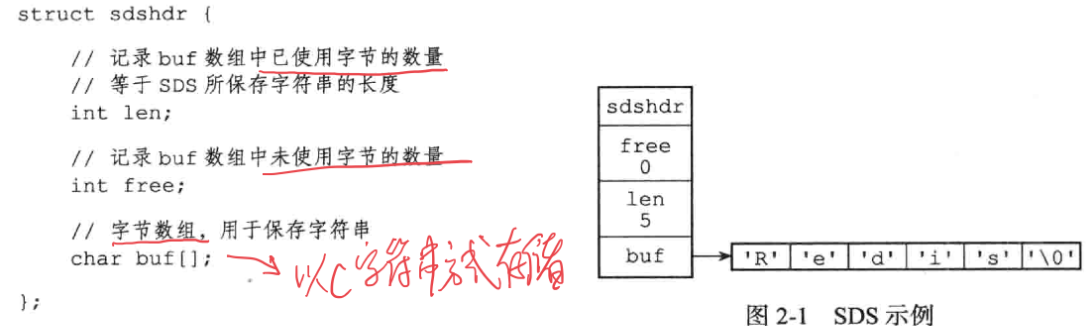 struct sdshdr {
// 记录 buf 数组中已使用字节的数量
// 等于 SDS 所保存字符串的长度
int len;
// 记录 buf 数组中未使用字节的数量
int free;
// 字节数组，用于保存字符串
char buf[];
以C字符串方式存储
};
sdshdr
free
0
len
5
buf
'R' 'e' 'd' 'i' 's' '\0'
图 2-1 SDS 示例